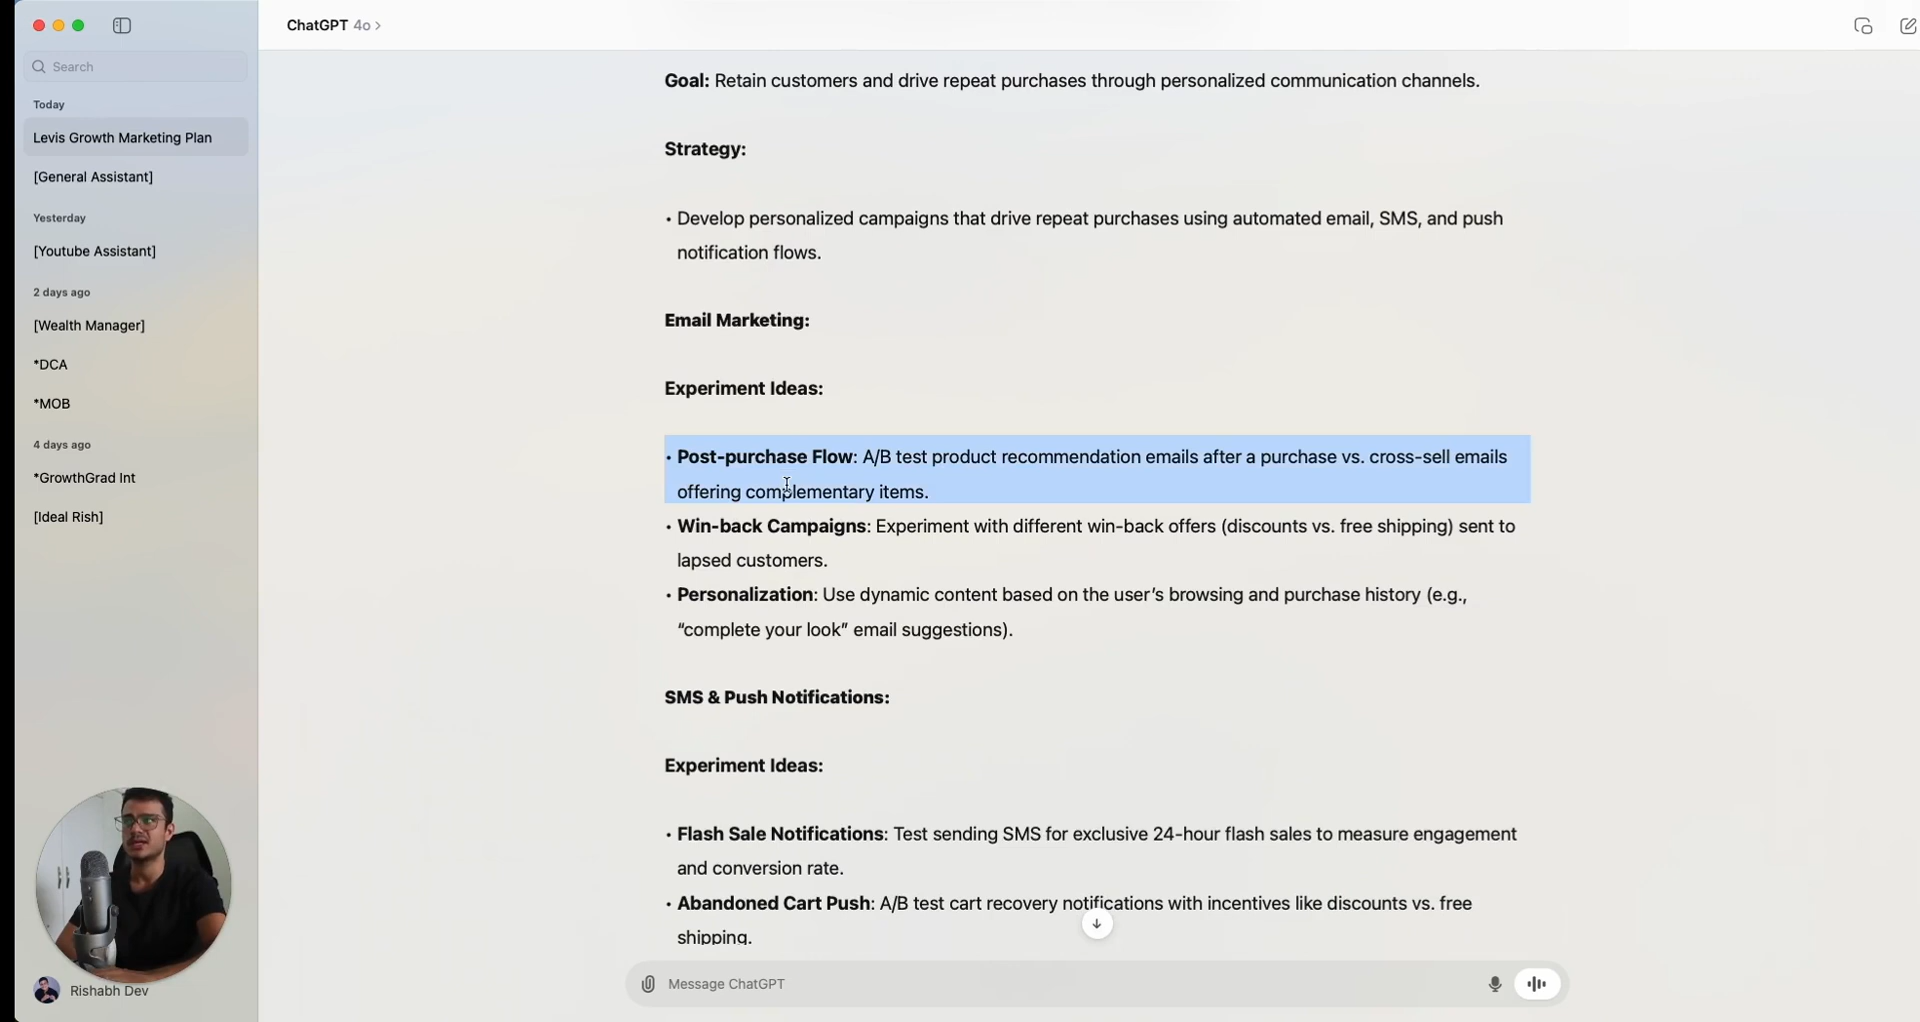 ChatGPT 4o >
Search
Today
Levis Growth Marketing Plan
[General Assistant]
Yesterday
[Youtube Assistant]
2 days ago
[Wealth Manager]
*DCA
*MOB
4 days ago
*GrowthGrad Int
[Ideal Rish]
Rishabh Dev
Goal: Retain customers and drive repeat purchases through personalized communication channels.
Strategy:
• Develop personalized campaigns that drive repeat purchases using automated email, SMS, and push
notification flows.
Email Marketing:
Experiment Ideas:
• Post-purchase Flow: A/B test product recommendation emails after a purchase vs. cross-sell emails
offering complementary items.
• Win-back Campaigns: Experiment with different win-back offers (discounts vs. free shipping) sent to
lapsed customers.
• Personalization: Use dynamic content based on the user’s browsing and purchase history (e.g.,
“complete your look” email suggestions).
SMS & Push Notifications:
Experiment Ideas:
• Flash Sale Notifications: Test sending SMS for exclusive 24-hour flash sales to measure engagement
and conversion rate.
• Abandoned Cart Push: A/B test cart recovery notifications with incentives like discounts vs. free
shipping.
Message ChatGPT